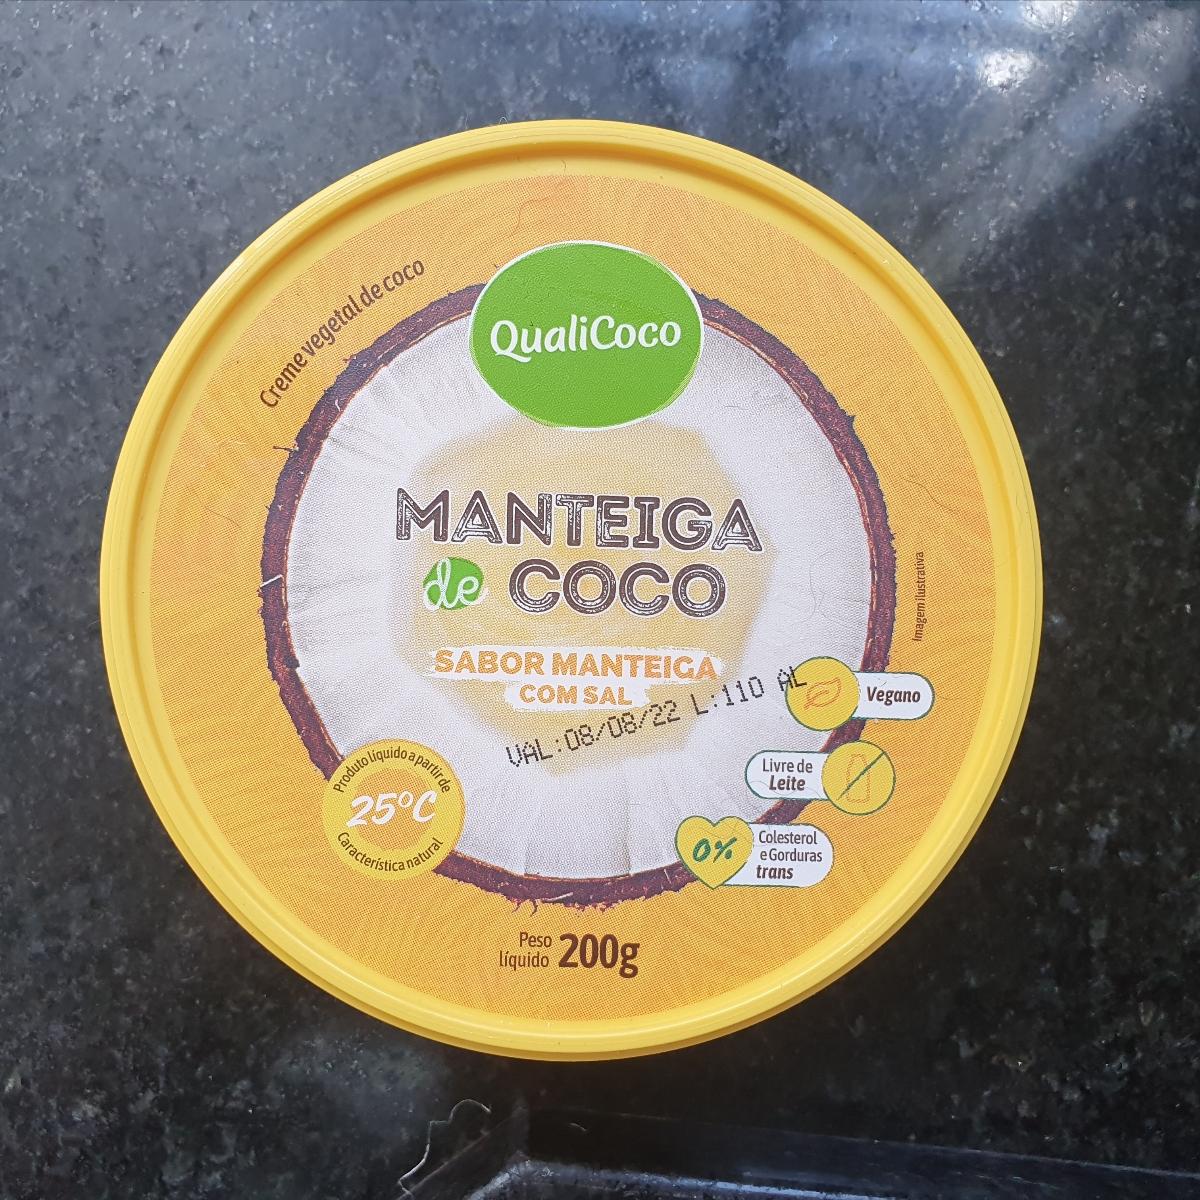 Creme vegetal de coco
QualiCoco
MANTEIGA
de COCO
SABOR MANTEIGA
COM SAL
VAL:08/08/22 L:110 AL
Imagem ilustrativa
Vegano
Livre de
Leite
0%
Colesterol
e Gorduras
trans
Produto líquido a partir de
25ºC
Característica natural
Peso
líquido 200g